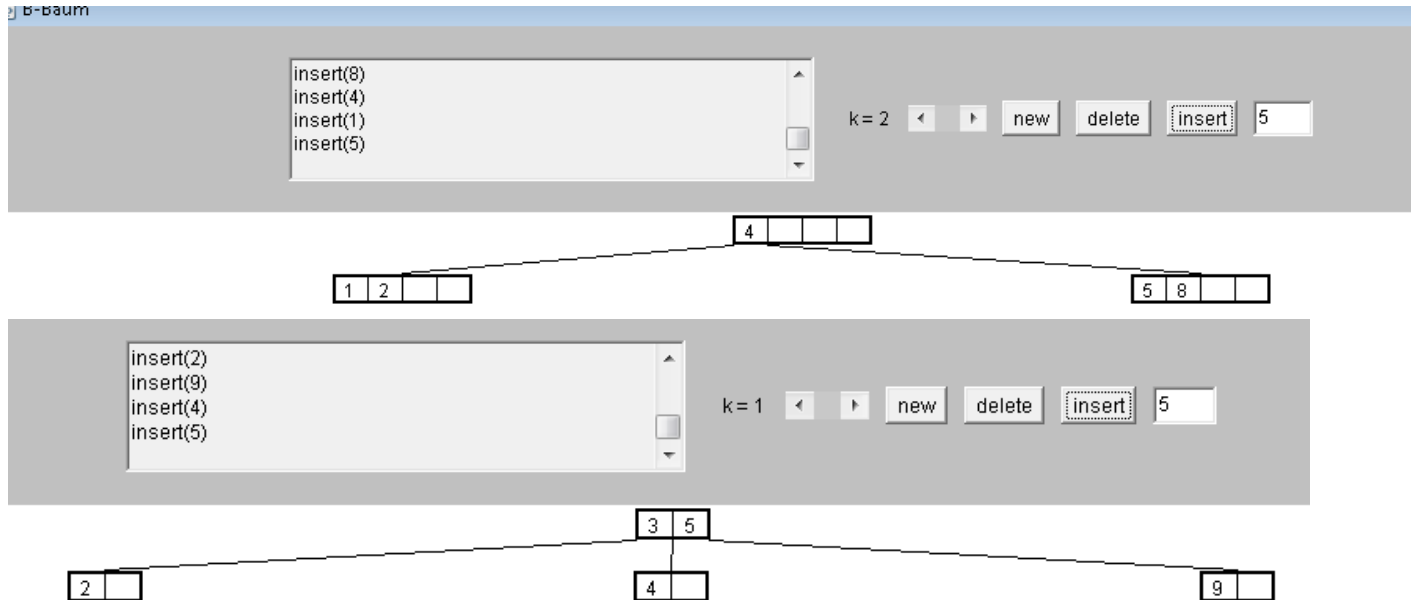 B-Baum
insert(8)
insert(4)
insert(1)
insert(5)
k = 2 new delete insert 5
4
1 2 5 8
insert(2)
insert(9)
insert(4)
insert(5)
k = 1 new delete insert 5
3 5
2 4 9